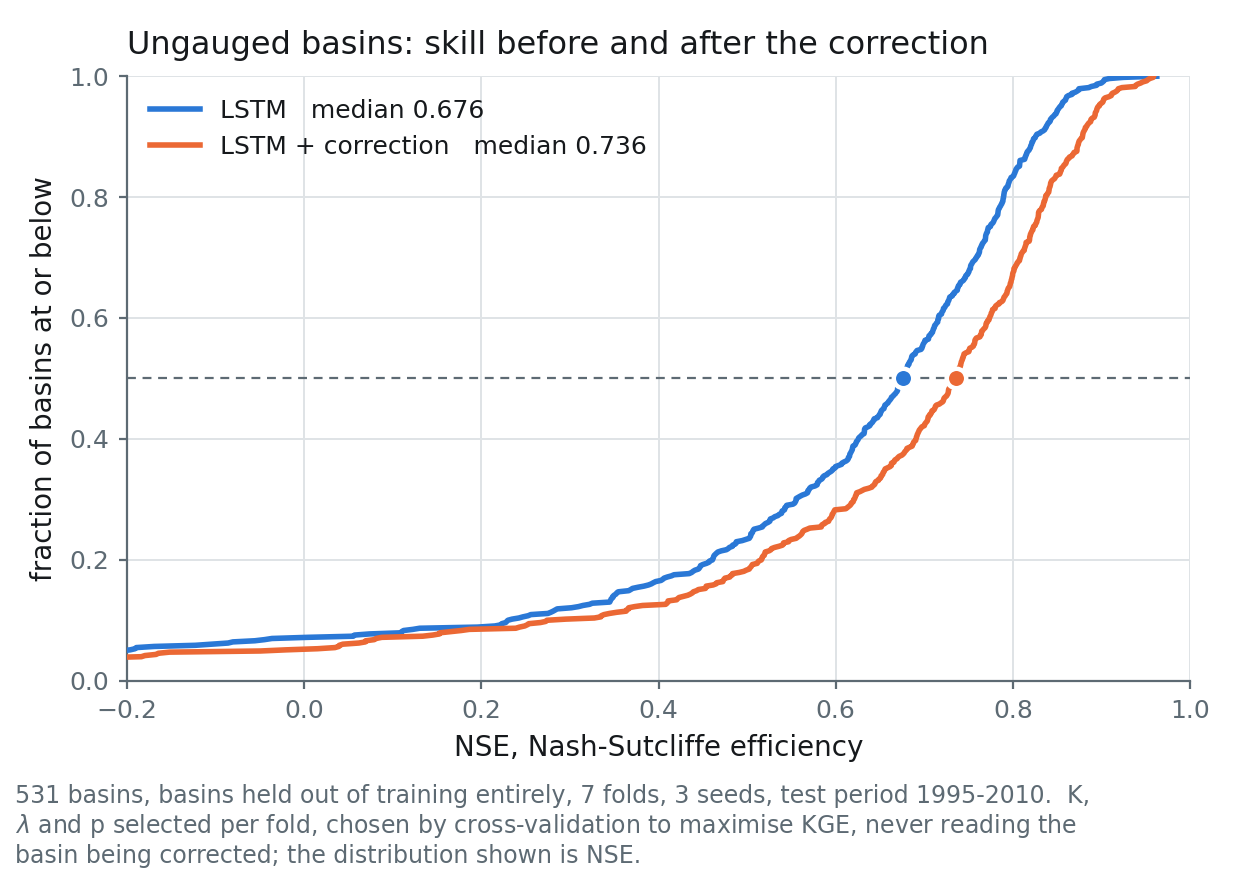 Ungauged basins: skill before and after the correction
LSTM median 0.676
LSTM + correction median 0.736
fraction of basins at or below
1.0
0.8
0.6
0.4
0.2
0.0
−0.2 0.0 0.2 0.4 0.6 0.8 1.0
NSE, Nash-Sutcliffe efficiency
531 basins, basins held out of training entirely, 7 folds, 3 seeds, test period 1995-2010. K,
λ and p selected per fold, chosen by cross-validation to maximise KGE, never reading the
basin being corrected; the distribution shown is NSE.